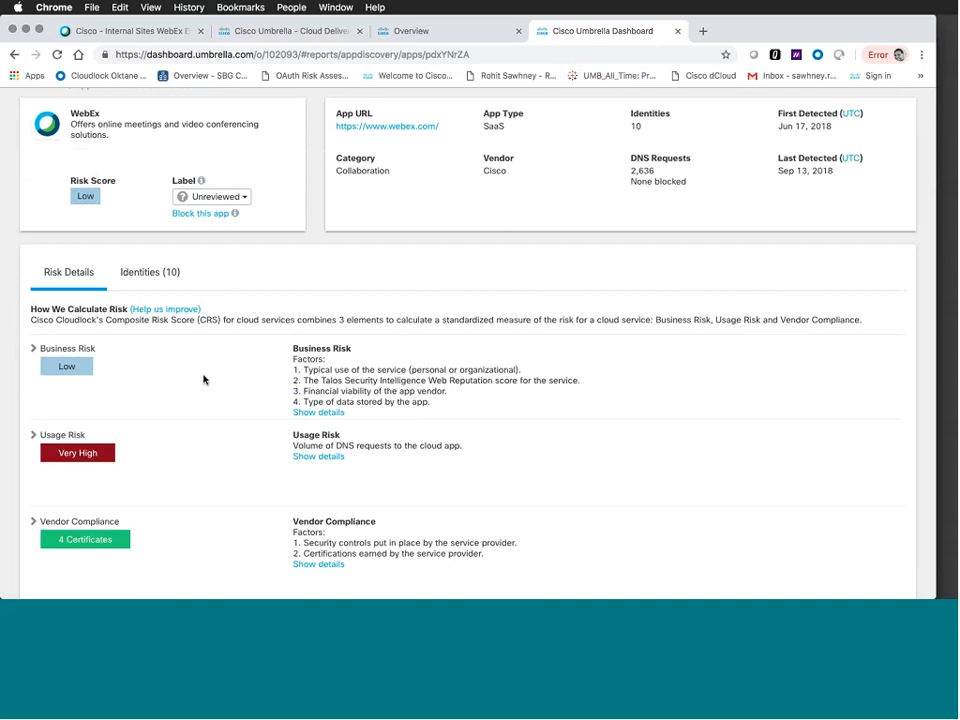 Chrome File Edit View History Bookmarks People Window Help
Cisco - Internal Sites WebEx E
Cisco Umbrella - Cloud Deliver
Overview
Cisco Umbrella Dashboard
https://dashboard.umbrella.com/o/102093/#reports/appdiscovery/apps/pdxYNrZA
Error
Apps
Cloudlock Oktane ...
Overview - SBG C...
OAuth Risk Asses...
Welcome to Cisco...
Rohit Sawhney - R...
UMB_All_Time: Pr...
Cisco dCloud
Inbox - sawhney.r...
Sign in
»
WebEx
Offers online meetings and video conferencing
solutions.
Risk Score
Low
Label
Unreviewed
Block this app
App URL
https://www.webex.com/
App Type
SaaS
Identities
10
First Detected (UTC)
Jun 17, 2018
Category
Collaboration
Vendor
Cisco
DNS Requests
2,636
None blocked
Last Detected (UTC)
Sep 13, 2018
Risk Details
Identities (10)
How We Calculate Risk (Help us improve)
Cisco Cloudlock's Composite Risk Score (CRS) for cloud services combines 3 elements to calculate a standardized measure of the risk for a cloud service: Business Risk, Usage Risk and Vendor Compliance.
Business Risk
Low
Business Risk
Factors:
1. Typical use of the service (personal or organizational).
2. The Talos Security Intelligence Web Reputation score for the service.
3. Financial viability of the app vendor.
4. Type of data stored by the app.
Show details
Usage Risk
Very High
Usage Risk
Volume of DNS requests to the cloud app.
Show details
Vendor Compliance
4 Certificates
Vendor Compliance
Factors:
1. Security controls put in place by the service provider.
2. Certifications earned by the service provider.
Show details